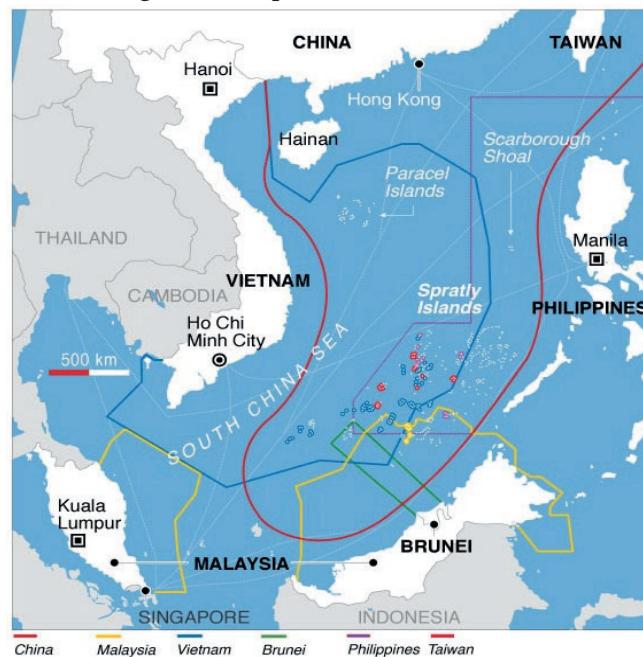 CHINA
TAIWAN
Hanoi
Hong Kong
Hainan
Scarborough
Shoal
Paracel
Islands
THAILAND
Manila
VIETNAM
CAMBODIA
Spratly
Islands
PHILIPPINES
Ho Chi
Minh City
500 km
SOUTH CHINA SEA
Kuala
Lumpur
MALAYSIA
BRUNEI
SINGAPORE
INDONESIA
China
Malaysia
Vietnam
Brunei
Philippines
Taiwan